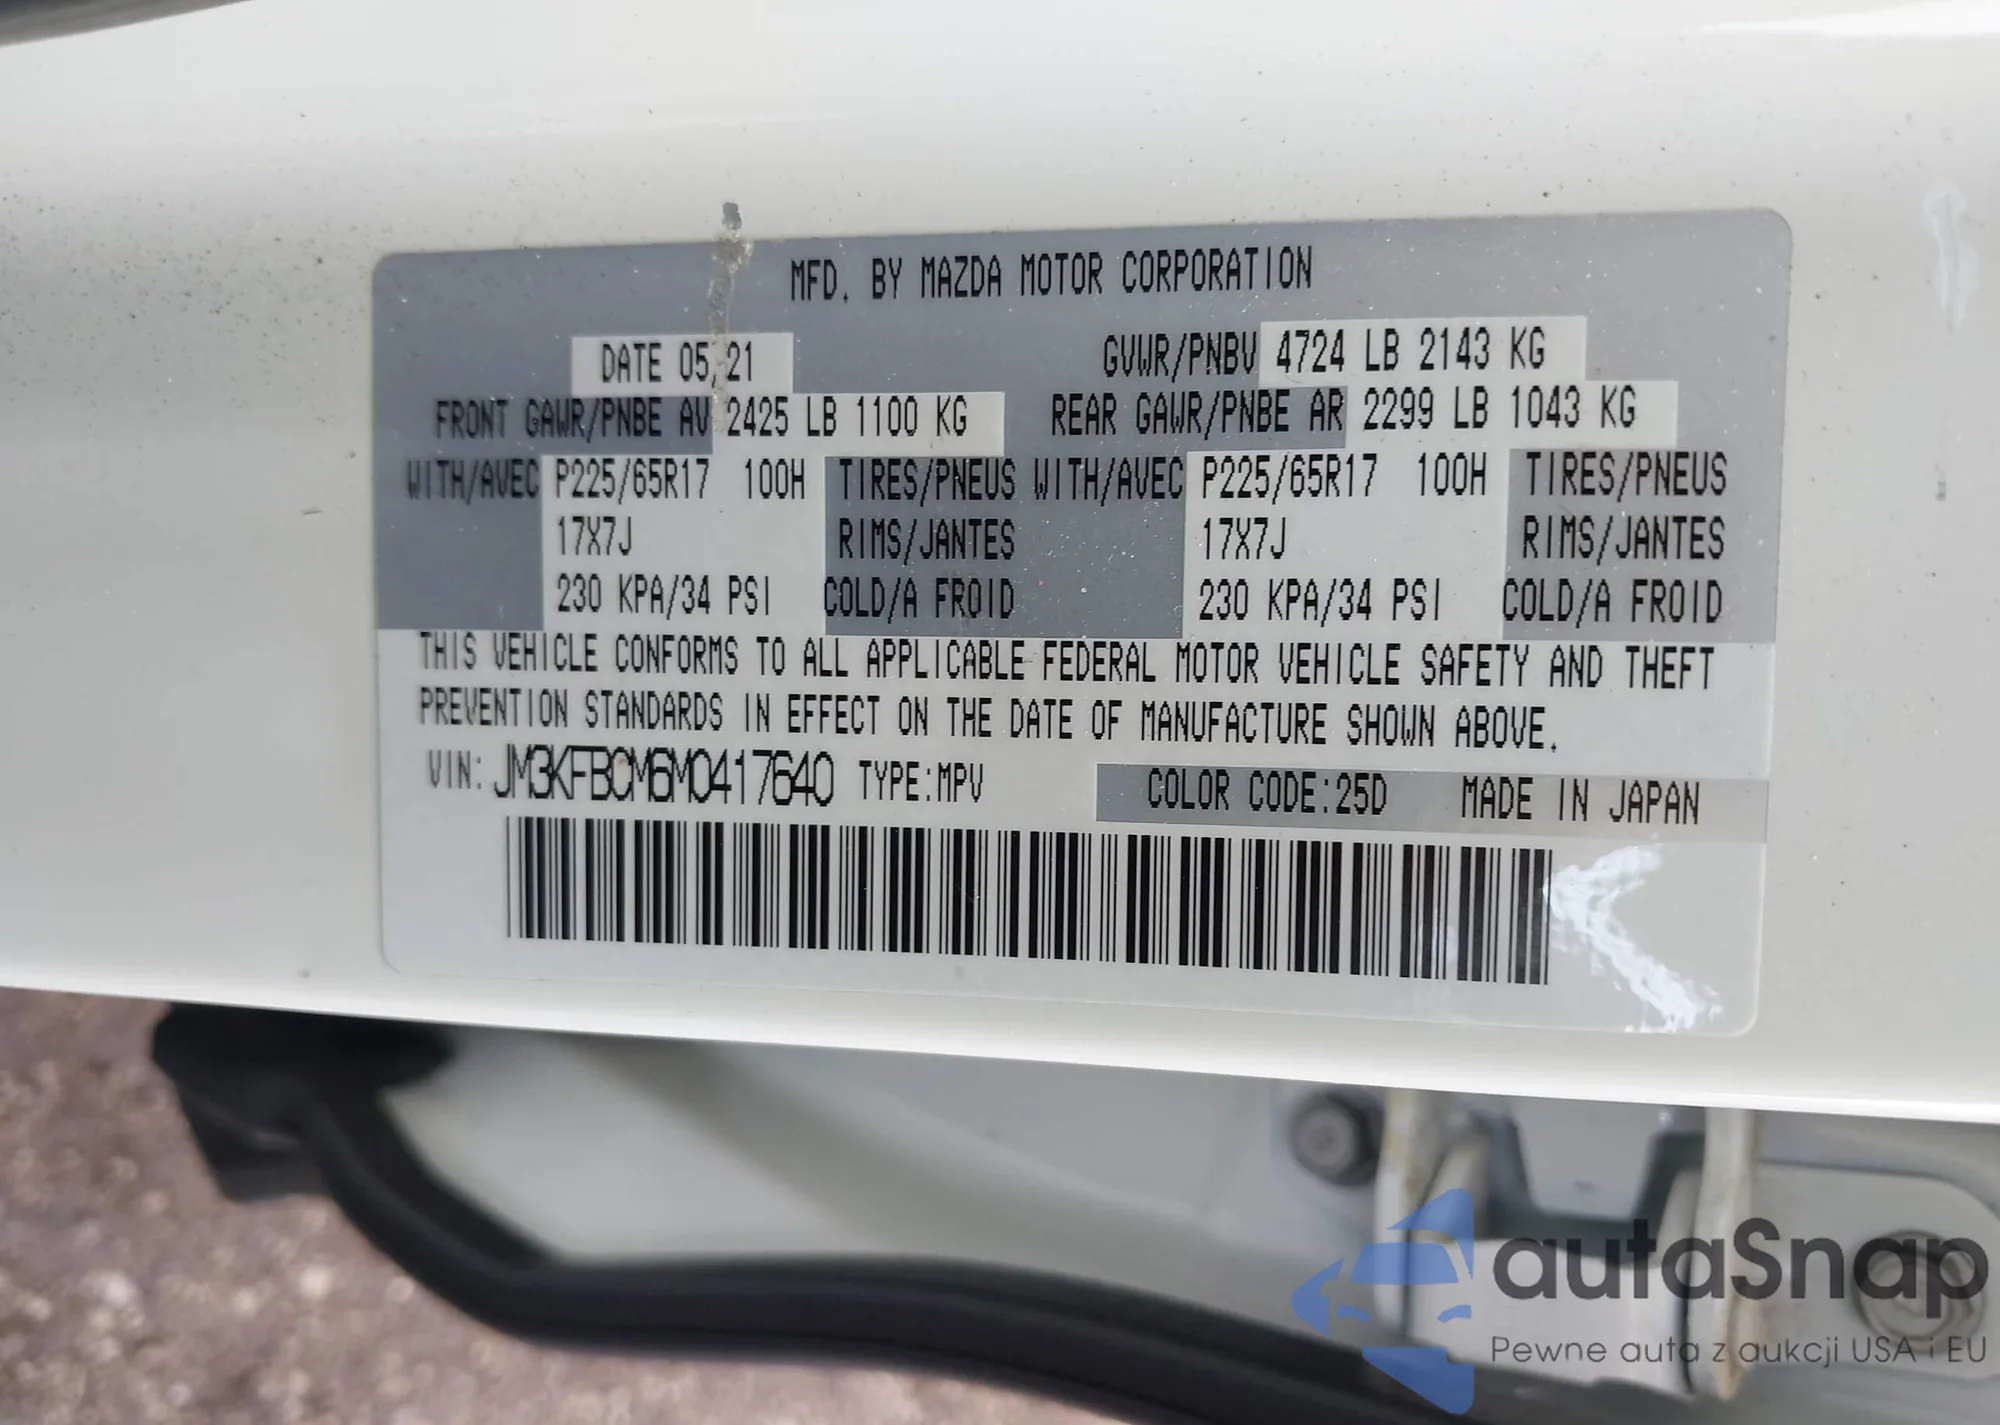 MFD. BY MAZDA MOTOR CORPORATION
DATE 05,21 GVWR/PNBV 4724 LB 2143 KG
FRONT GAWR/PNBE AV 2425 LB 1100 KG REAR GAWR/PNBE AR 2299 LB 1043 KG
WITH/AVEC P225/65R17 100H TIRES/PNEUS WITH/AVEC P225/65R17 100H TIRES/PNEUS
17X7J RIMS/JANTES 17X7J RIMS/JANTES
230 KPA/34 PSI COLD/A FROID 230 KPA/34 PSI COLD/A FROID
THIS VEHICLE CONFORMS TO ALL APPLICABLE FEDERAL MOTOR VEHICLE SAFETY AND THEFT
PREVENTION STANDARDS IN EFFECT ON THE DATE OF MANUFACTURE SHOWN ABOVE.
VIN: JM3KFBCM6M0417640 TYPE:MPV COLOR CODE:25D MADE IN JAPAN
autaSnap
Pewne auta z aukcji USA i EU